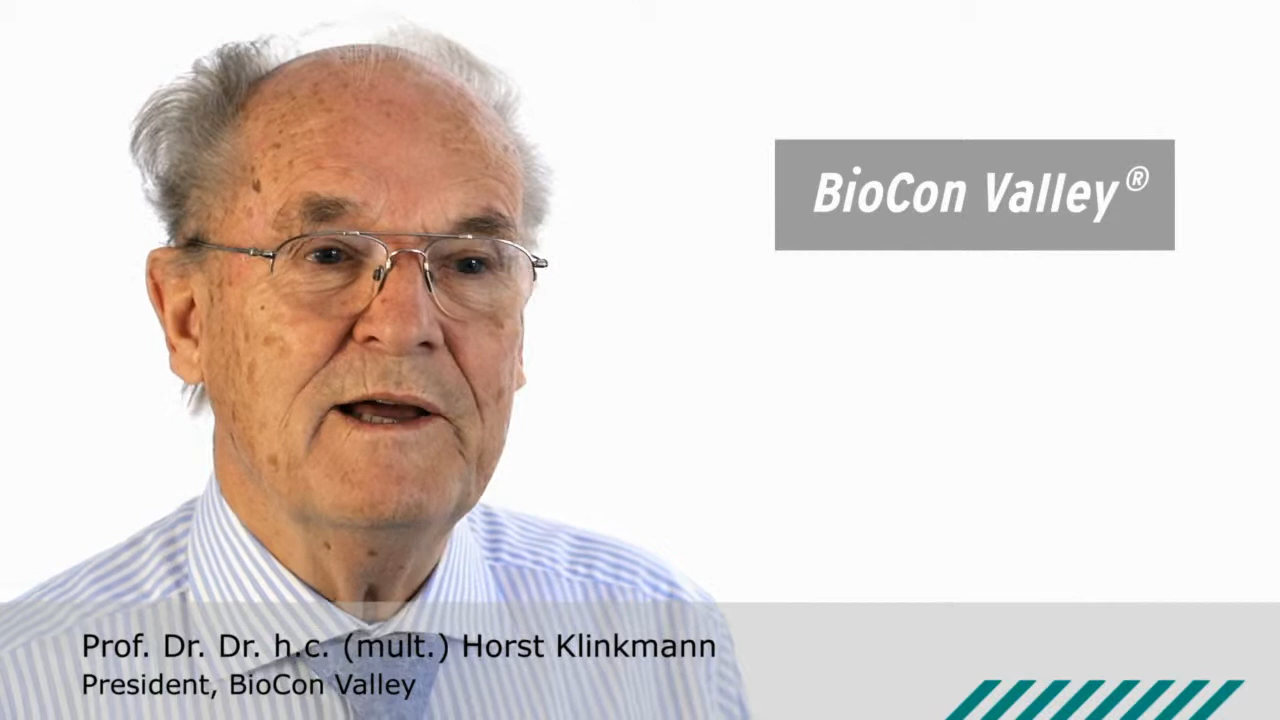 BioCon Valley®
Prof. Dr. Dr. h.c. (mult.) Horst Klinkmann
President, BioCon Valley